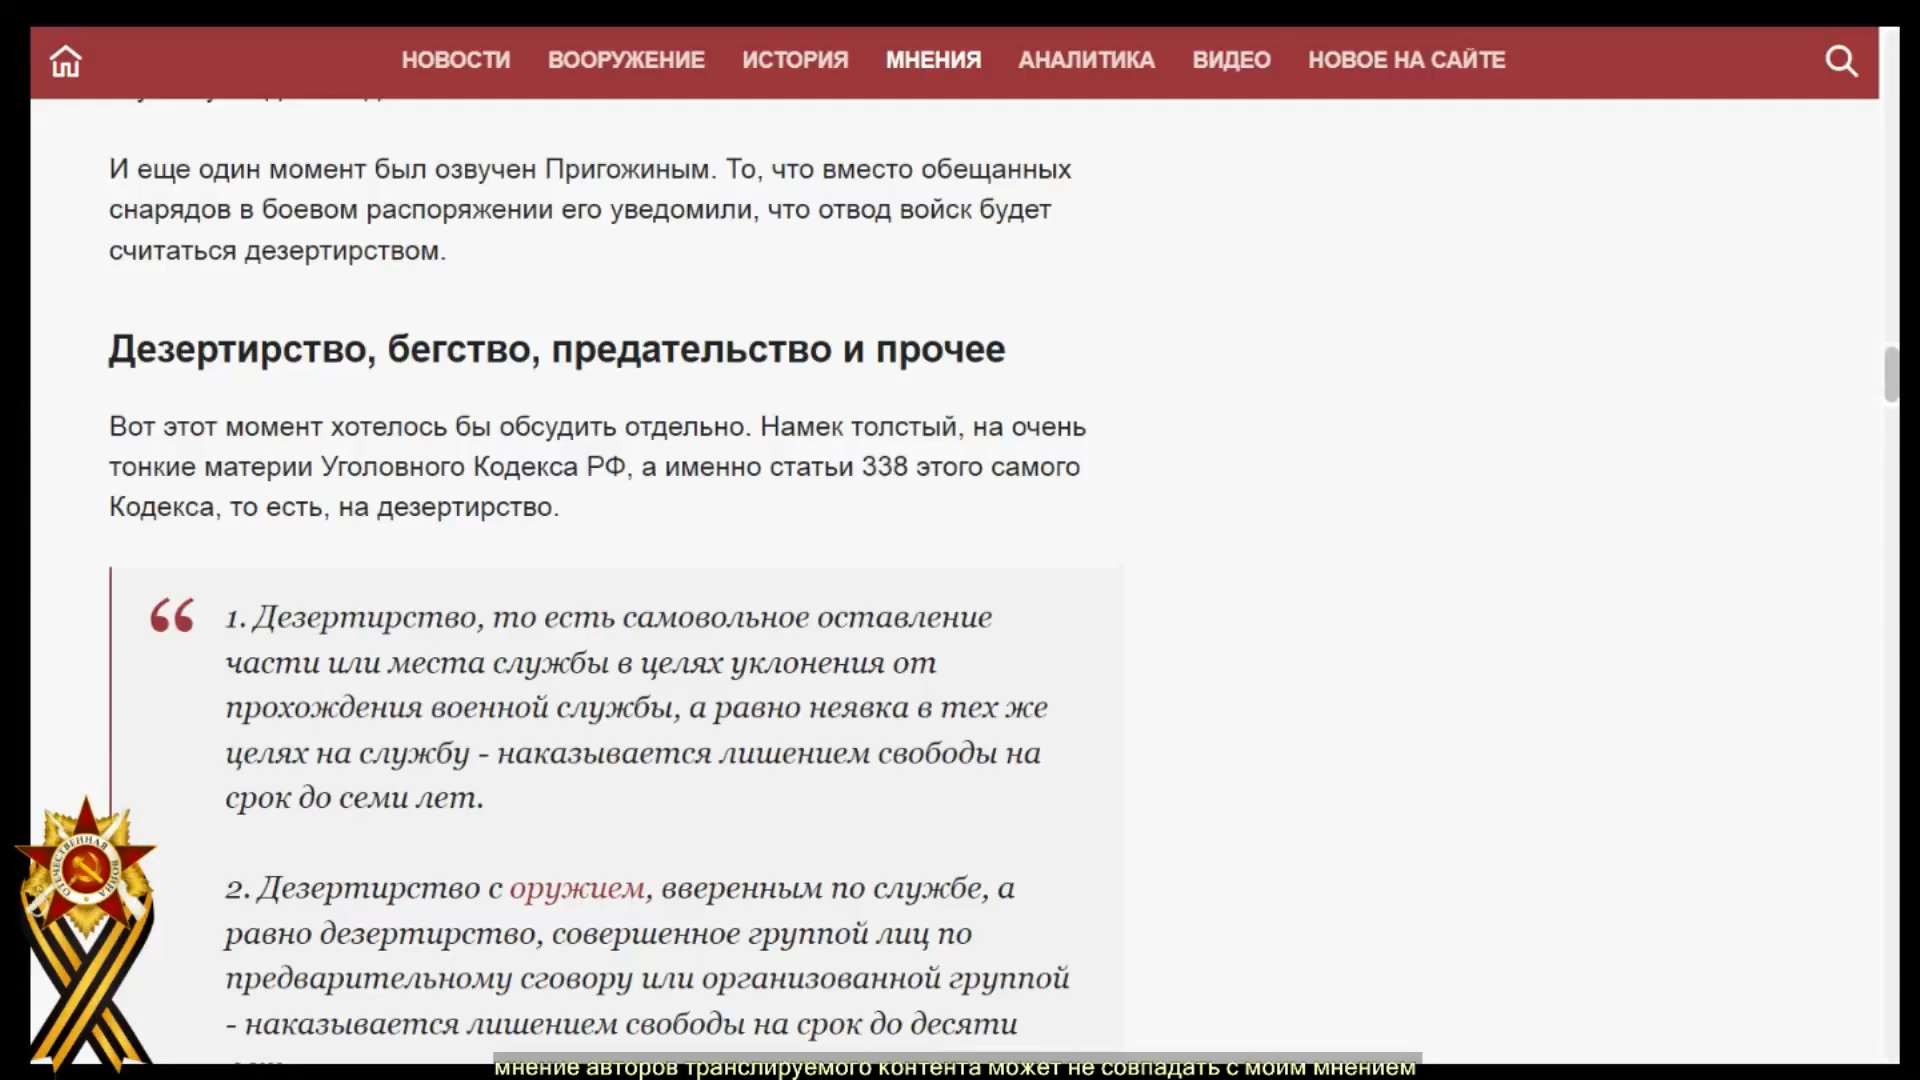 НОВОСТИ ВООРУЖЕНИЕ ИСТОРИЯ МНЕНИЯ АНАЛИТИКА ВИДЕО НОВОЕ НА САЙТЕ
И еще один момент был озвучен Пригожиным. То, что вместо обещанных
снарядов в боевом распоряжении его уведомили, что отвод войск будет
считаться дезертирством.
Дезертирство, бегство, предательство и прочее
Вот этот момент хотелось бы обсудить отдельно. Намек толстый, на очень
тонкие материи Уголовного Кодекса РФ, а именно статьи 338 этого самого
Кодекса, то есть, на дезертирство.
“ 1. Дезертирство, то есть самовольное оставление
части или места службы в целях уклонения от
прохождения военной службы, а равно неявка в тех же
целях на службу - наказывается лишением свободы на
срок до семи лет.
2. Дезертирство с оружием, вверенным по службе, а
равно дезертирство, совершенное группой лиц по
предварительному сговору или организованной группой
- наказывается лишением свободы на срок до десяти
ОТЕЧЕСТВЕННАЯ ВОЙНА
мнение авторов транслируемого контента может не совпадать с моим мнением